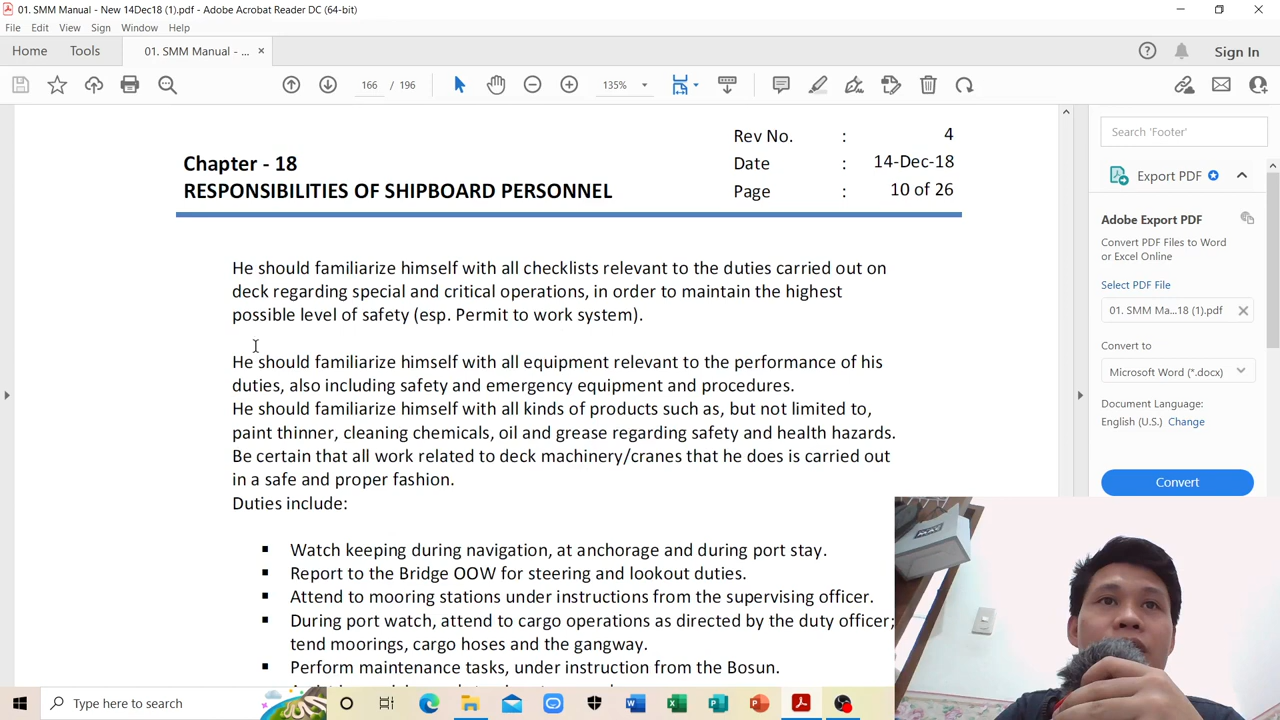 01. SMM Manual - New 14Dec18 (1).pdf - Adobe Acrobat Reader DC (64-bit)
File Edit View Sign Window Help
Home Tools 01. SMM Manual - ... × Sign In
166 / 196 135%
Rev No. : 4
Chapter - 18 Date : 14-Dec-18
RESPONSIBILITIES OF SHIPBOARD PERSONNEL Page : 10 of 26
He should familiarize himself with all checklists relevant to the duties carried out on
deck regarding special and critical operations, in order to maintain the highest
possible level of safety (esp. Permit to work system).
He should familiarize himself with all equipment relevant to the performance of his
duties, also including safety and emergency equipment and procedures.
He should familiarize himself with all kinds of products such as, but not limited to,
paint thinner, cleaning chemicals, oil and grease regarding safety and health hazards.
Be certain that all work related to deck machinery/cranes that he does is carried out
in a safe and proper fashion.
Duties include:
▪ Watch keeping during navigation, at anchorage and during port stay.
▪ Report to the Bridge OOW for steering and lookout duties.
▪ Attend to mooring stations under instructions from the supervising officer.
▪ During port watch, attend to cargo operations as directed by the duty officer;
tend moorings, cargo hoses and the gangway.
▪ Perform maintenance tasks, under instruction from the Bosun.
Search 'Footer'
Export PDF
Adobe Export PDF
Convert PDF Files to Word
or Excel Online
Select PDF File
01. SMM Ma...18 (1).pdf
Convert to
Microsoft Word (*.docx)
Document Language:
English (U.S.) Change
Convert
Type here to search